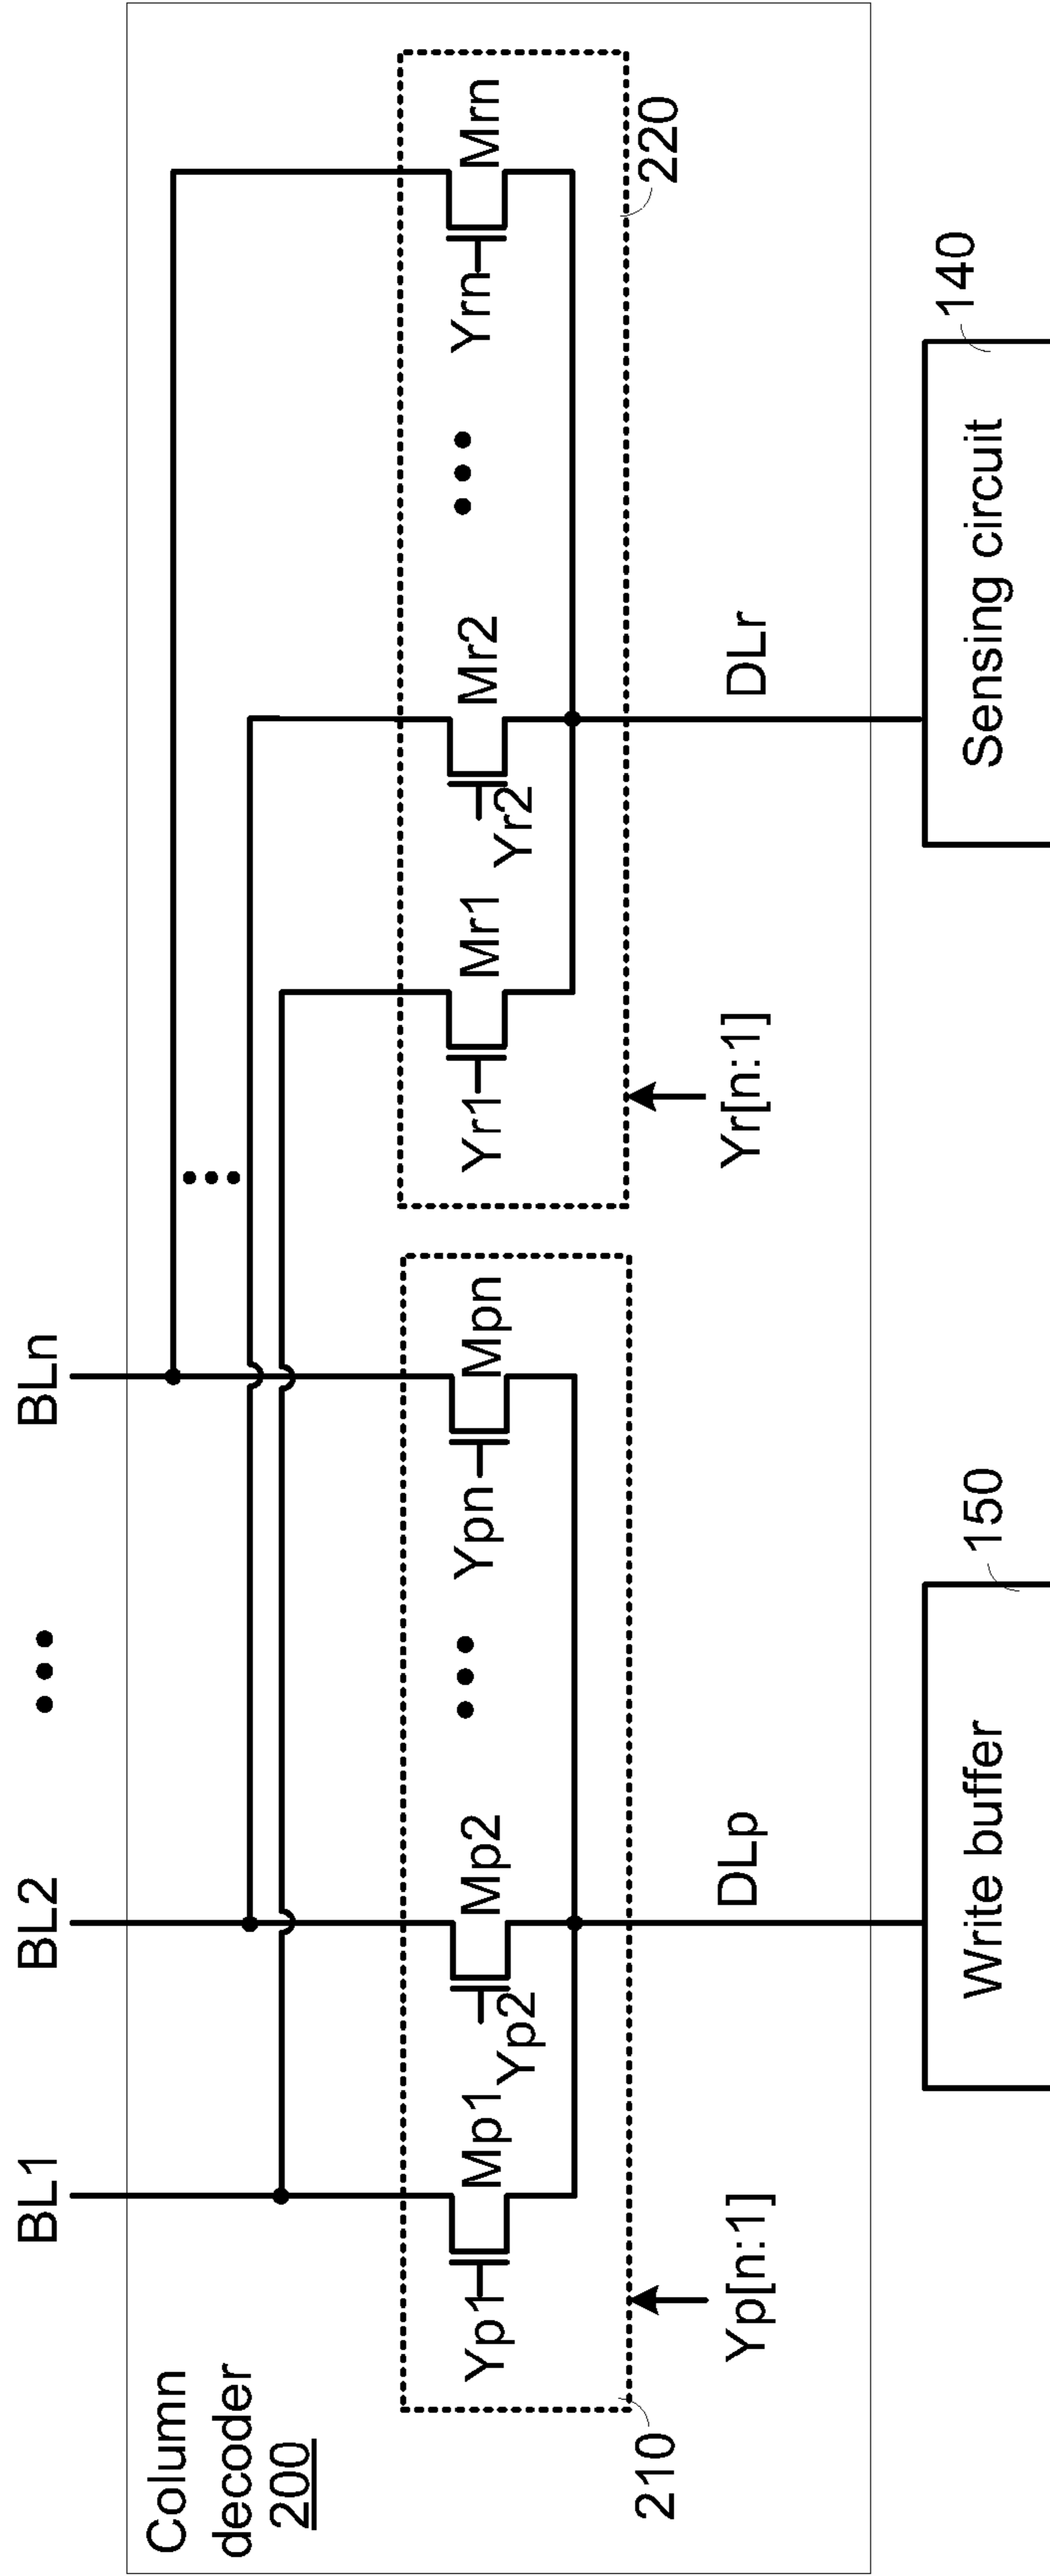 BL1
BL2
BLn
Column
decoder
200
Yp1
Mp1
Yp2
Mp2
Ypn
Mpn
Yr1
Mr1
Yr2
Mr2
Yrn
Mrn
210
Yp[n:1]
DLp
Yr[n:1]
DLr
220
Write buffer
150
Sensing circuit
140